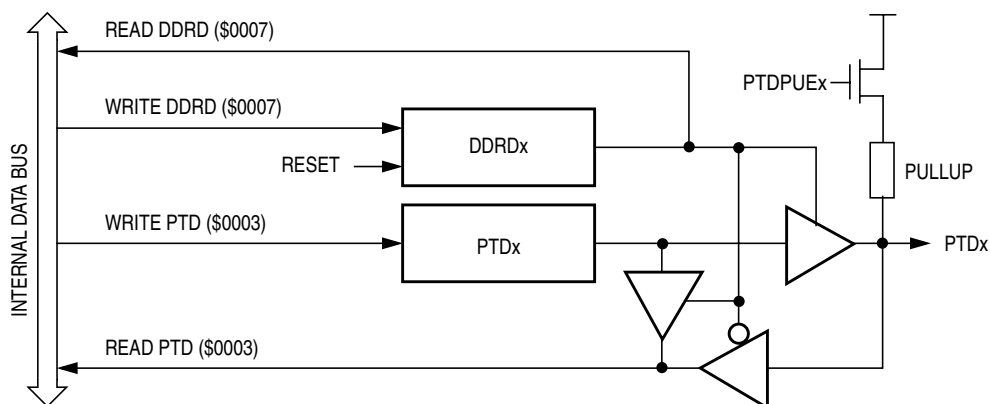 READ DDRD ($0007)
PTDPUEx
WRITE DDRD ($0007)
DDRDx
RESET
PULLUP
INTERNAL DATA BUS
WRITE PTD ($0003)
PTDx
PTDx
READ PTD ($0003)